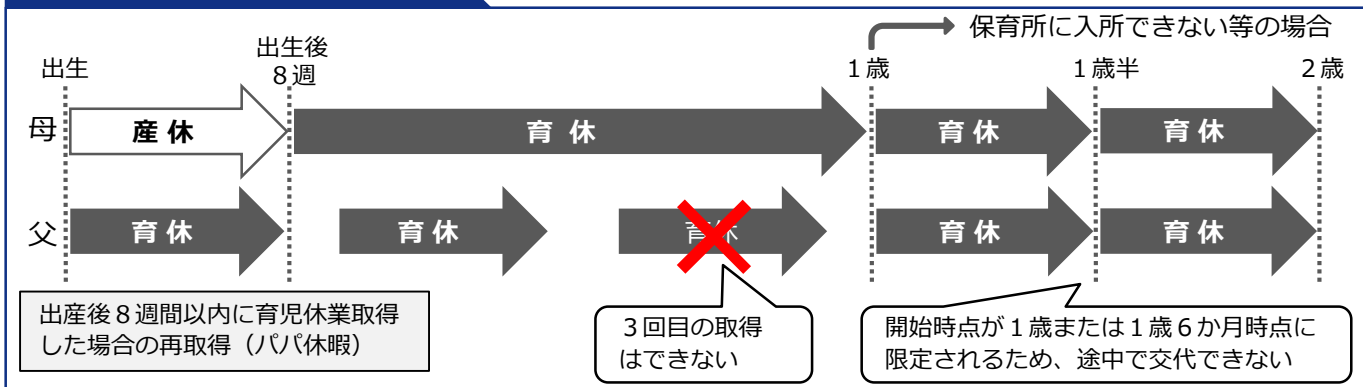 保育所に入所できない等の場合
出生
出生後
８週
１歳
１歳半
２歳
母
産休
育休
育休
育休
父
育休
育休
育休
育休
育休
出産後８週間以内に育児休業取得
した場合の再取得（パパ休暇）
３回目の取得
はできない
開始時点が１歳または１歳６か月時点に
限定されるため、途中で交代できない